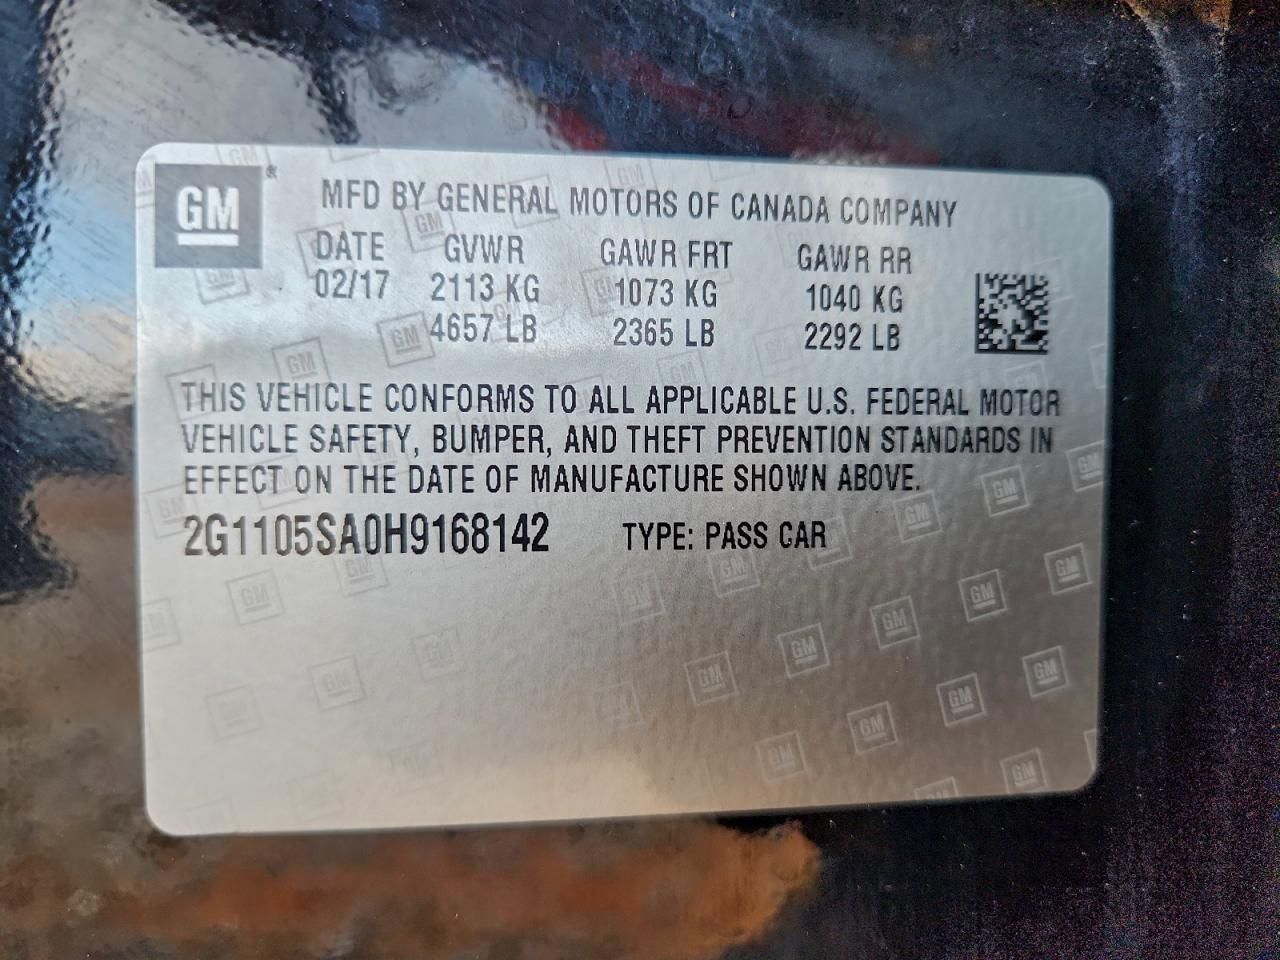 GM
MFD BY GENERAL MOTORS OF CANADA COMPANY
DATE GVWR GAWR FRT GAWR RR
02/17 2113 KG 1073 KG 1040 KG
4657 LB 2365 LB 2292 LB
THIS VEHICLE CONFORMS TO ALL APPLICABLE U.S. FEDERAL MOTOR
VEHICLE SAFETY, BUMPER, AND THEFT PREVENTION STANDARDS IN
EFFECT ON THE DATE OF MANUFACTURE SHOWN ABOVE.
2G1105SA0H9168142 TYPE: PASS CAR